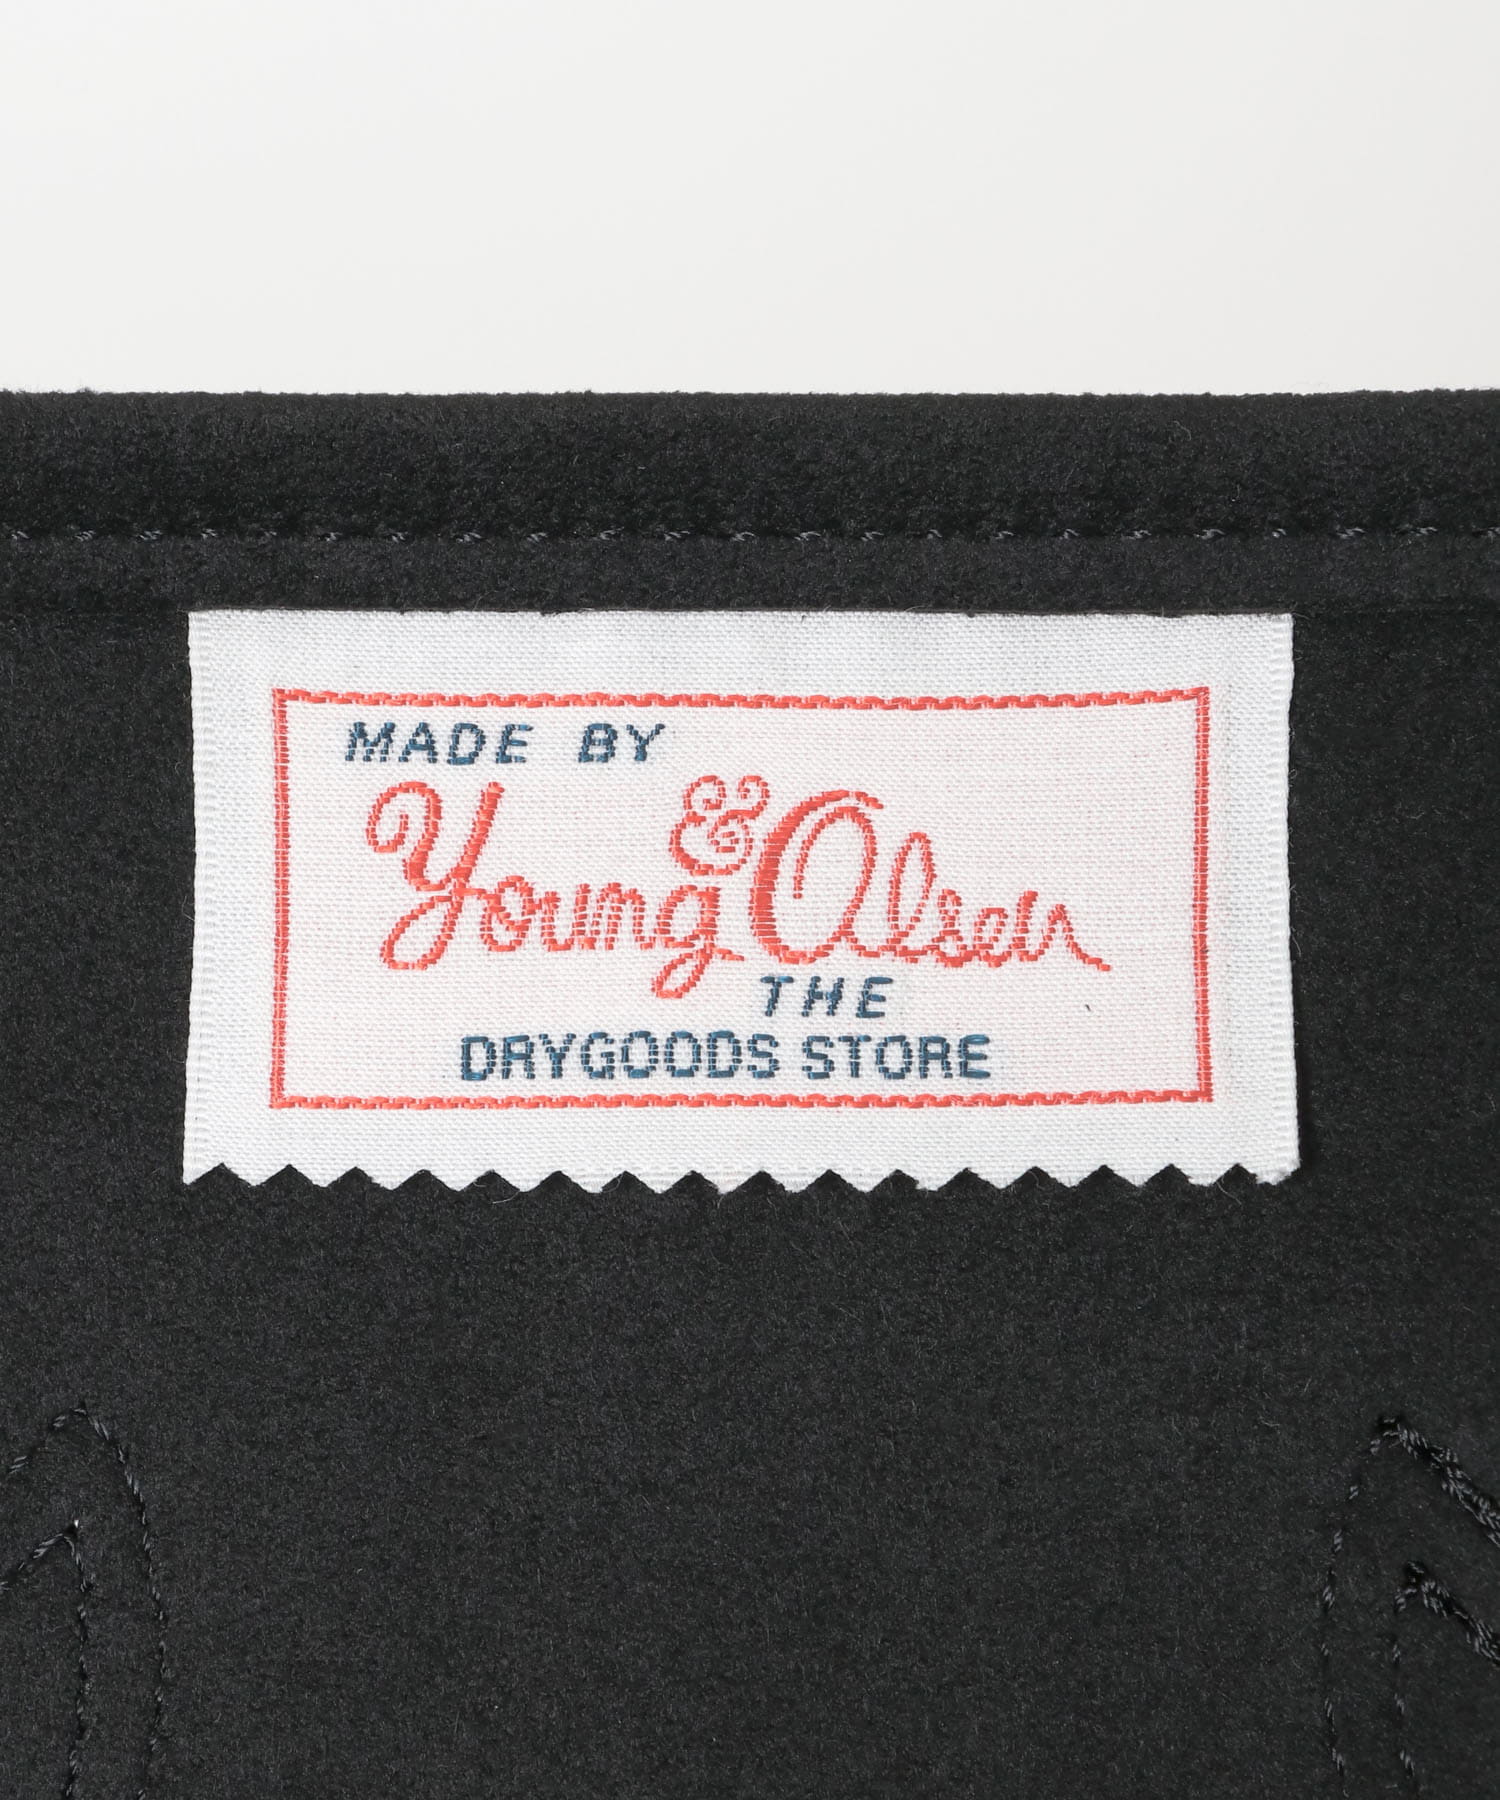 MADE BY
Young & Olsen
THE
DRYGOODS STORE